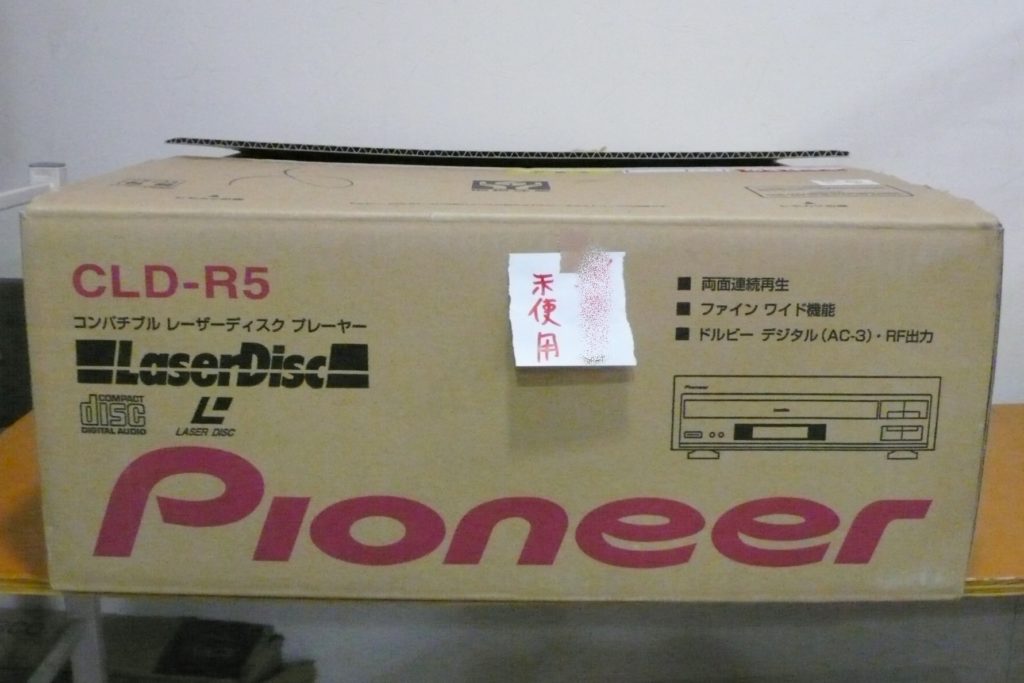 CLD-R5
コンパチブル レーザーディスク プレーヤー
LaserDisc
COMPACT
disc
DIGITAL AUDIO
LASER DISC
未使用
■ 両面連続再生
■ ファイン ワイド機能
■ ドルビー デジタル(AC-3)・RF出力
Pioneer
Pioneer